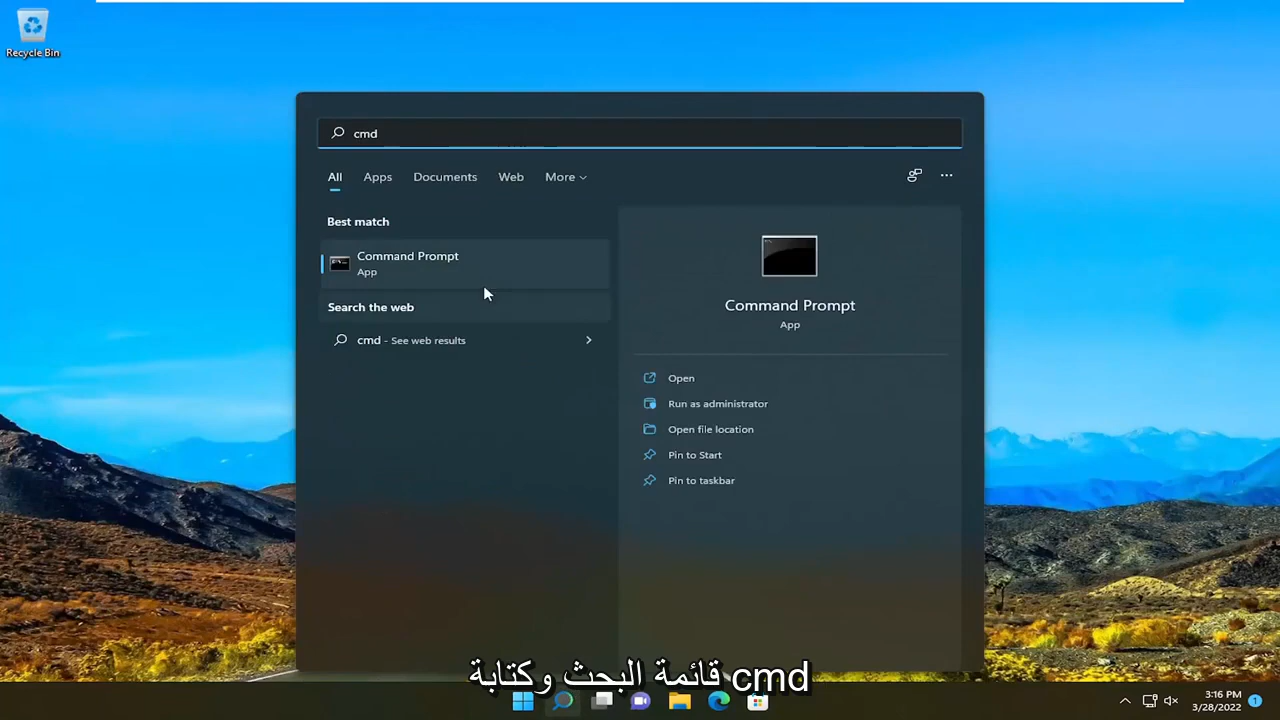 Recycle Bin
cmd
All Apps Documents Web More
Best match
Command Prompt
App
Search the web
cmd - See web results
Command Prompt
App
Open
Run as administrator
Open file location
Pin to Start
Pin to taskbar
قائمة البحث وكتابة cmd
3:16 PM
3/28/2022
1